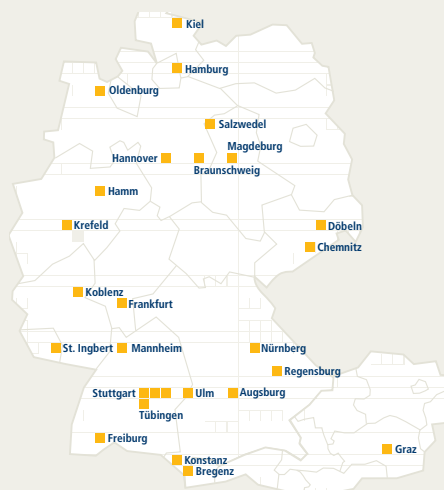 Kiel
Hamburg
Oldenburg
Salzwedel
Magdeburg
Hannover
Braunschweig
Hamm
Krefeld
Döbeln
Chemnitz
Koblenz
Frankfurt
St. Ingbert
Mannheim
Nürnberg
Regensburg
Stuttgart
Ulm
Augsburg
Tübingen
Freiburg
Graz
Konstanz
Bregenz